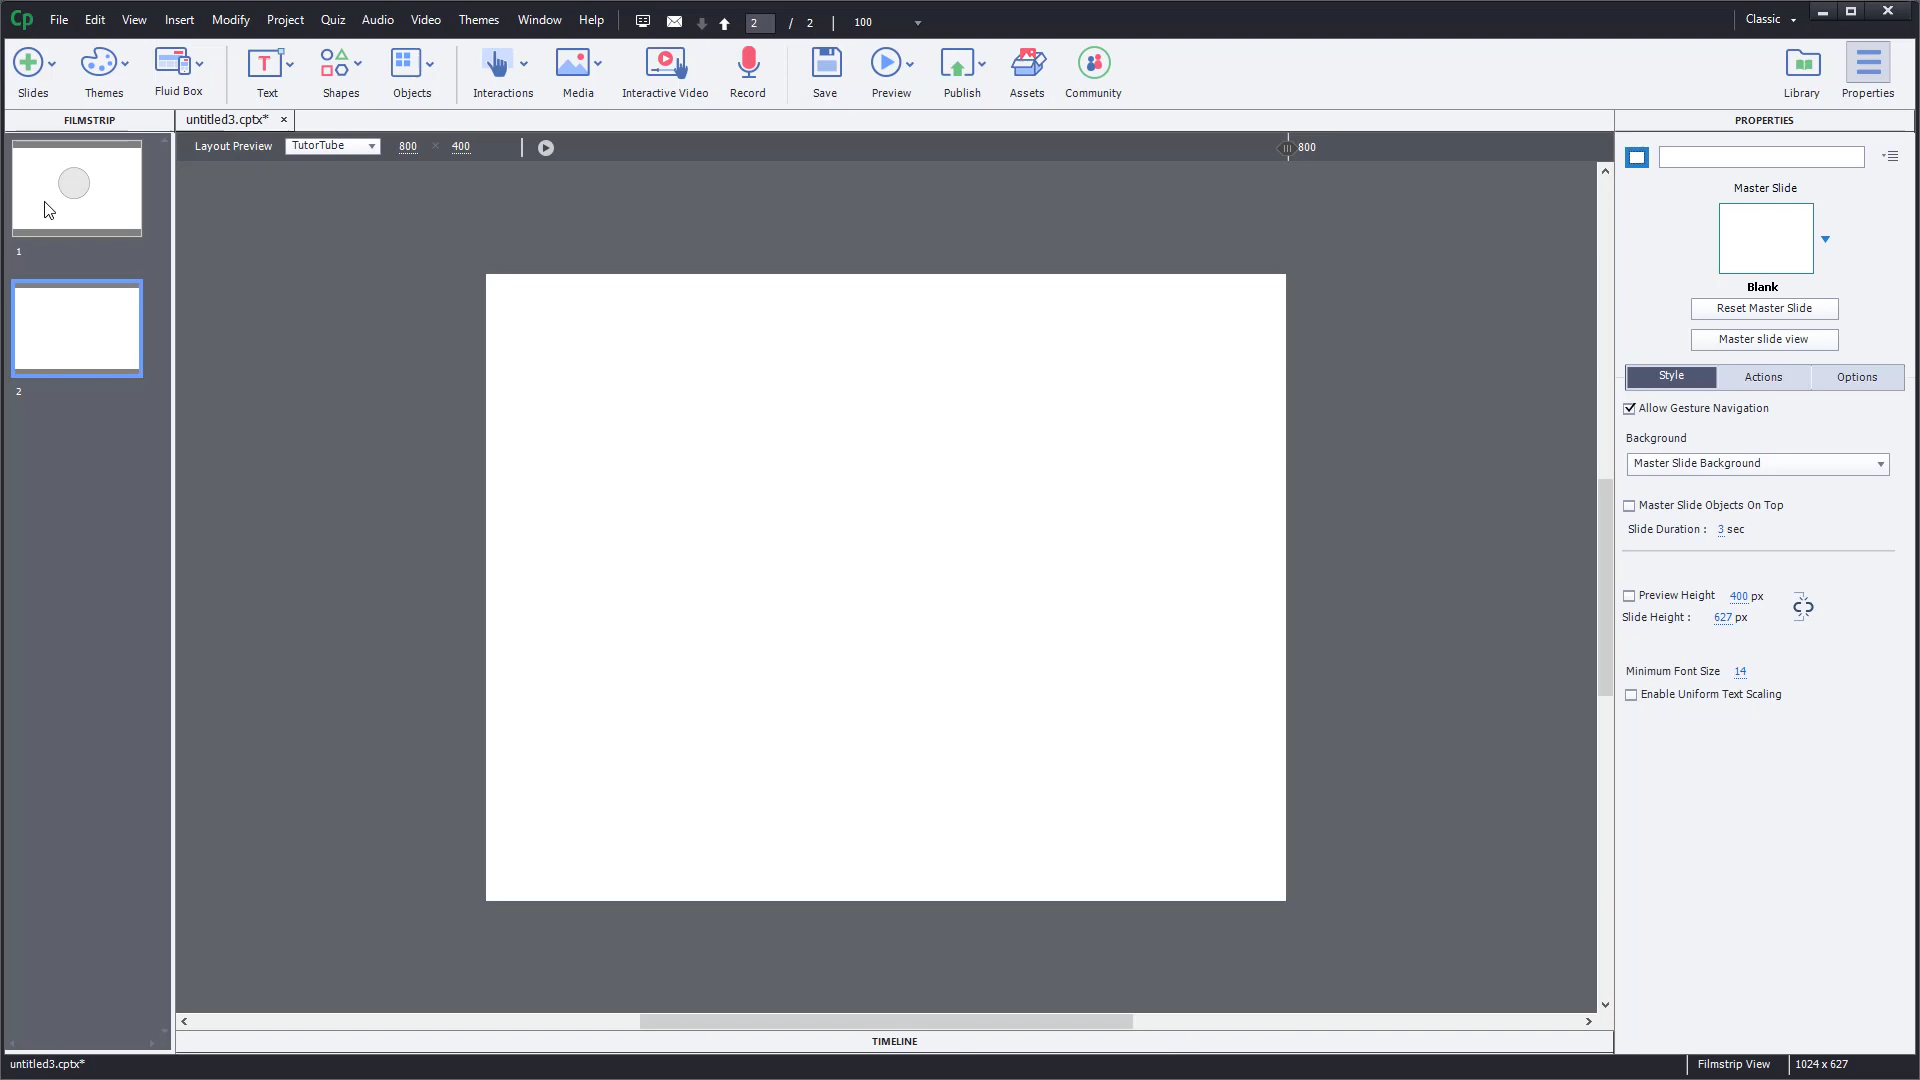 Cp File Edit View Insert Modify Project Quiz Audio Video Themes Window Help 2 / 2 100 Classic
Slides Themes Fluid Box Text Shapes Objects Interactions Media Interactive Video Record Save Preview Publish Assets Community Library Properties
FILMSTRIP untitled3.cptx* × PROPERTIES
Layout Preview TutorTube 800 × 400 800
Master Slide
1
Blank
Reset Master Slide
Master slide view
Style Actions Options
2
Allow Gesture Navigation
Background
Master Slide Background
Master Slide Objects On Top
Slide Duration : 3 sec
Preview Height 400 px
Slide Height : 627 px
Minimum Font Size 14
Enable Uniform Text Scaling
TIMELINE
untitled3.cptx* Filmstrip View 1024 x 627